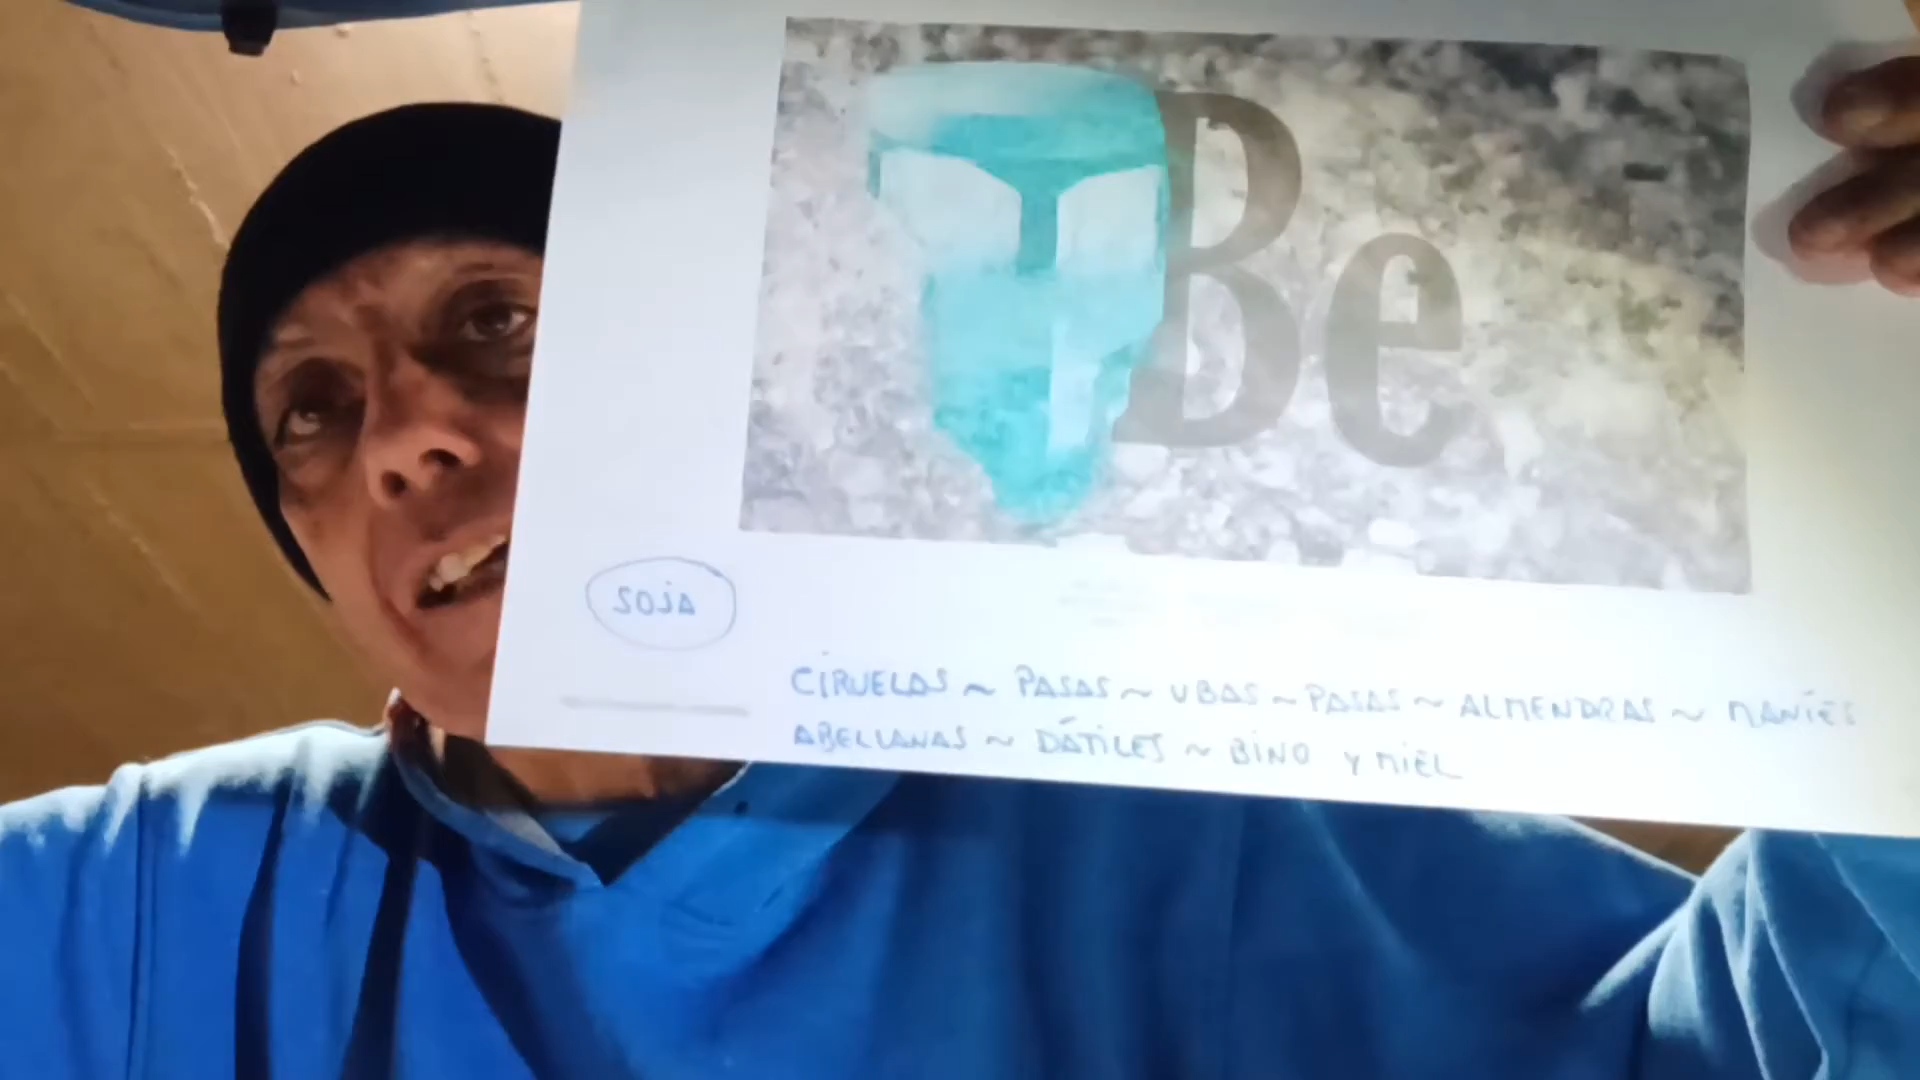 Be
SOJA
CIRUELAS ~ PASAS ~ UBAS ~ PASAS ~ ALMENDRAS ~ MANÍES
ABELLANAS ~ DÁTILES ~ BINO Y MIEL